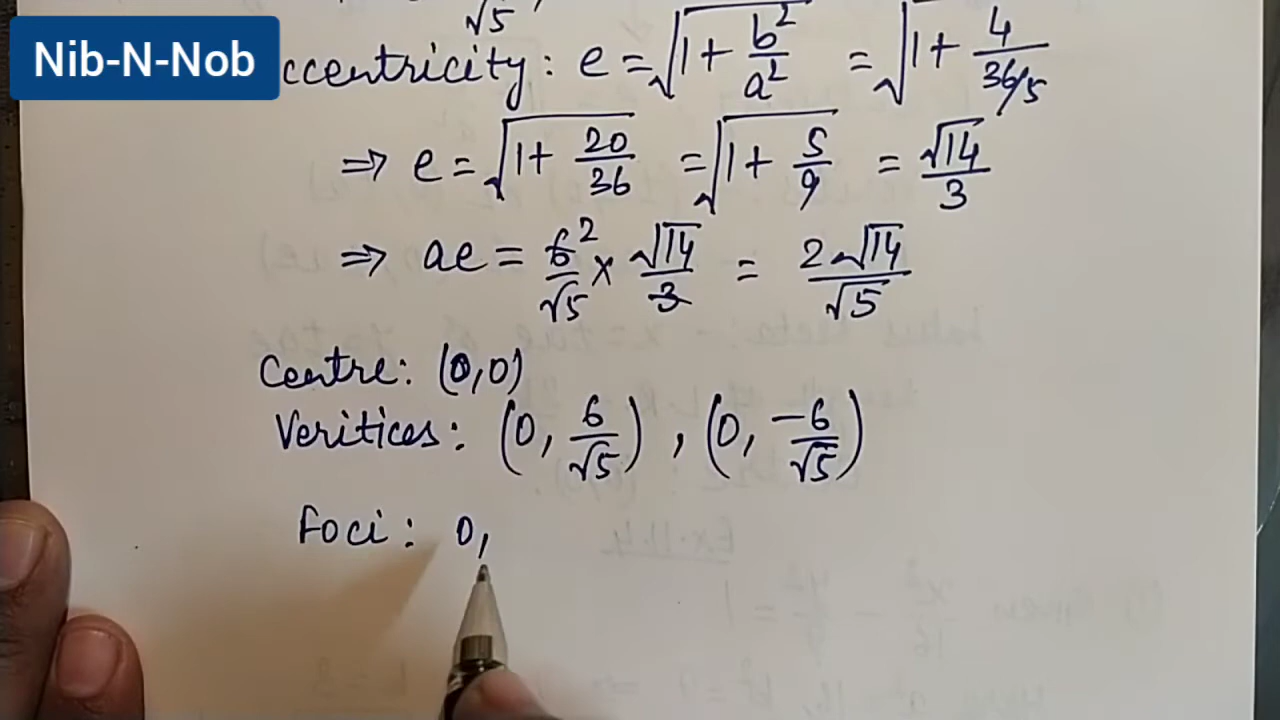 √5
Nib-N-Nob
ccentricity: e = √(1 + b²/a²) = √(1 + 4/(36/5))
⇒ e = √(1 + 20/36) = √(1 + 5/9) = √14/3
⇒ ae = 6²/√5 × √14/3 = 2√14/√5
Centre: (0,0)
Veritices: (0, 6/√5), (0, -6/√5)
Foci: 0,